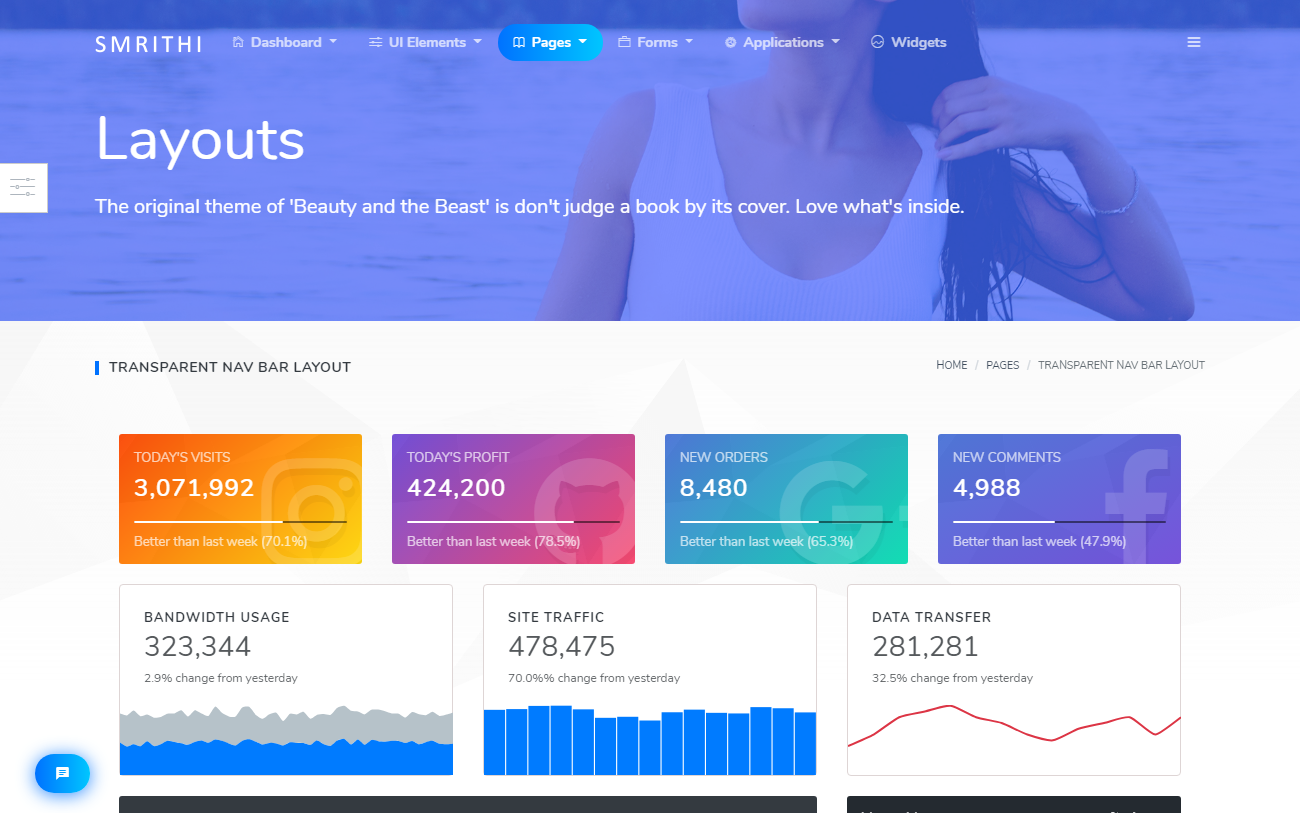 SMRITHI
Dashboard
UI Elements
Pages
Forms
Applications
Widgets
Layouts
The original theme of 'Beauty and the Beast' is don't judge a book by its cover. Love what's inside.
TRANSPARENT NAV BAR LAYOUT
HOME / PAGES / TRANSPARENT NAV BAR LAYOUT
TODAY'S VISITS
3,071,992
Better than last week (70.1%)
TODAY'S PROFIT
424,200
Better than last week (78.5%)
NEW ORDERS
8,480
Better than last week (65.3%)
NEW COMMENTS
4,988
Better than last week (47.9%)
BANDWIDTH USAGE
323,344
2.9% change from yesterday
SITE TRAFFIC
478,475
70.0%% change from yesterday
DATA TRANSFER
281,281
32.5% change from yesterday